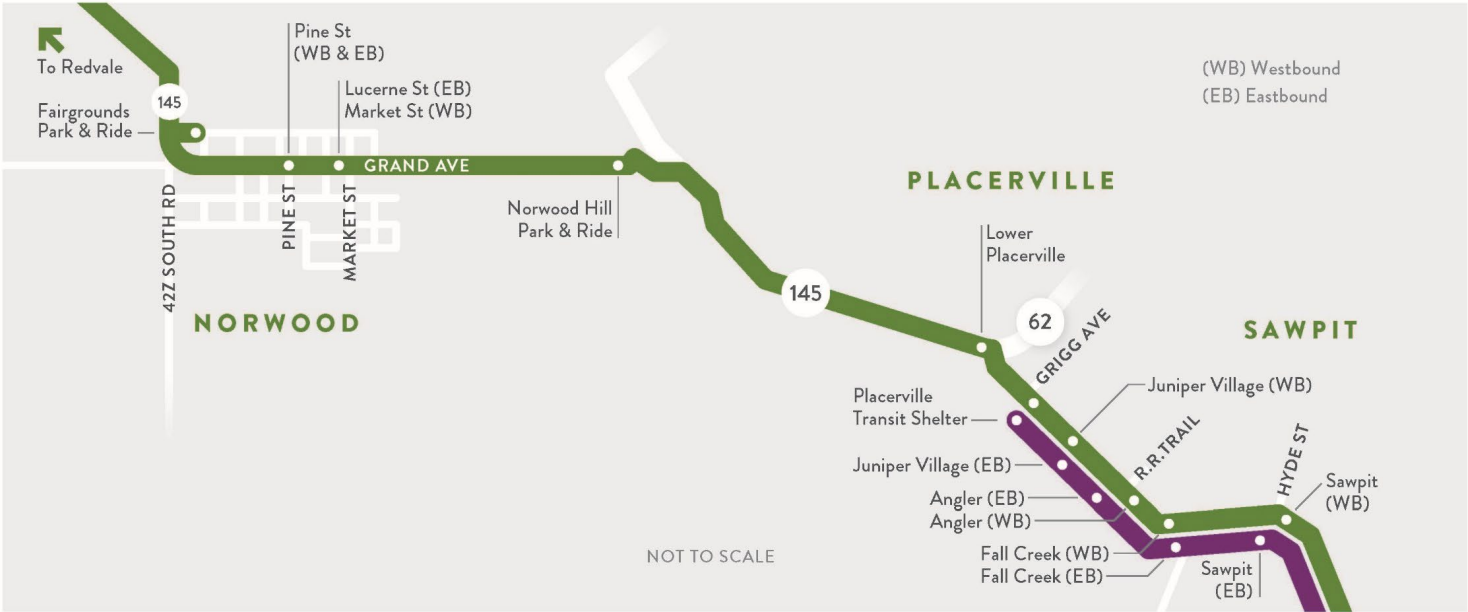 To Redvale
145
Fairgrounds
Park & Ride
Pine St
(WB & EB)
Lucerne St (EB)
Market St (WB)
GRAND AVE
42Z SOUTH RD
PINE ST
MARKET ST
NORWOOD
Norwood Hill
Park & Ride
(WB) Westbound
(EB) Eastbound
PLACERVILLE
145
Lower
Placerville
62
GRIGG AVE
SAWPIT
Placerville
Transit Shelter
Juniper Village (WB)
Juniper Village (EB)
R.R.TRAIL
Angler (EB)
Angler (WB)
HYDE ST
Sawpit
(WB)
Fall Creek (WB)
Fall Creek (EB)
Sawpit
(EB)
NOT TO SCALE